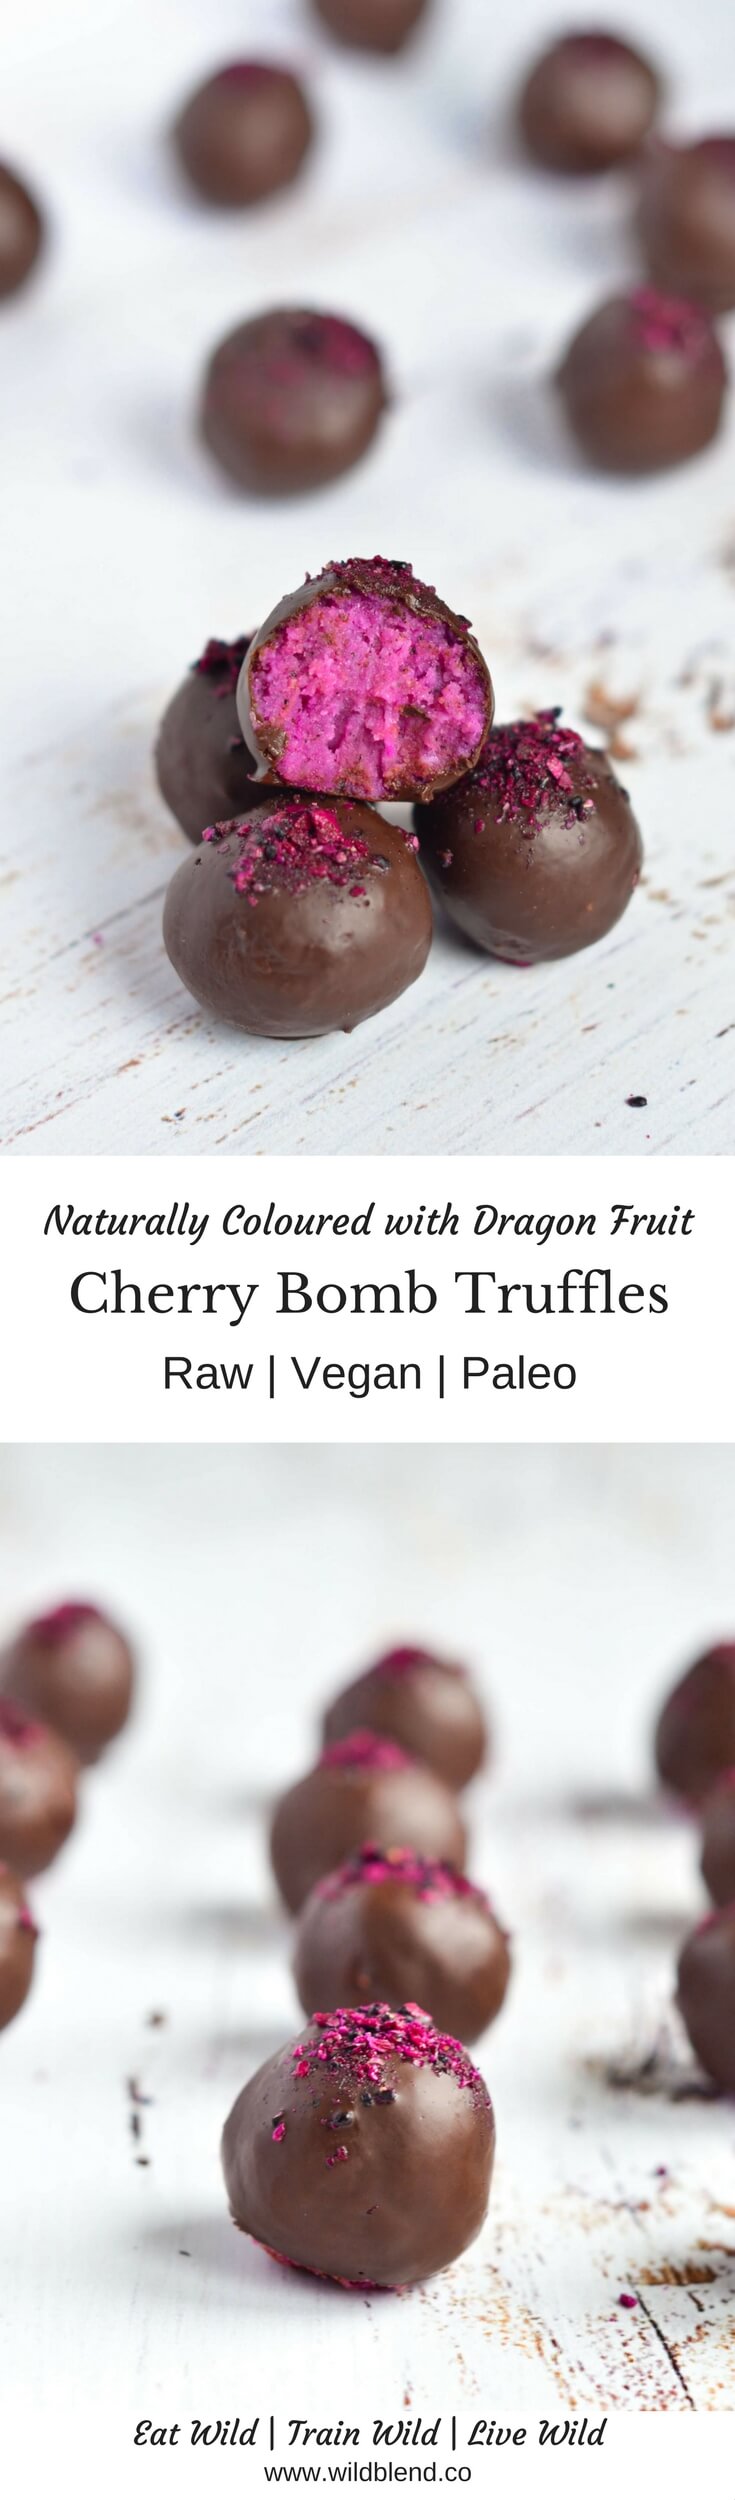 Naturally Coloured with Dragon Fruit
Cherry Bomb Truffles
Raw | Vegan | Paleo
Eat Wild | Train Wild | Live Wild
www.wildblend.co